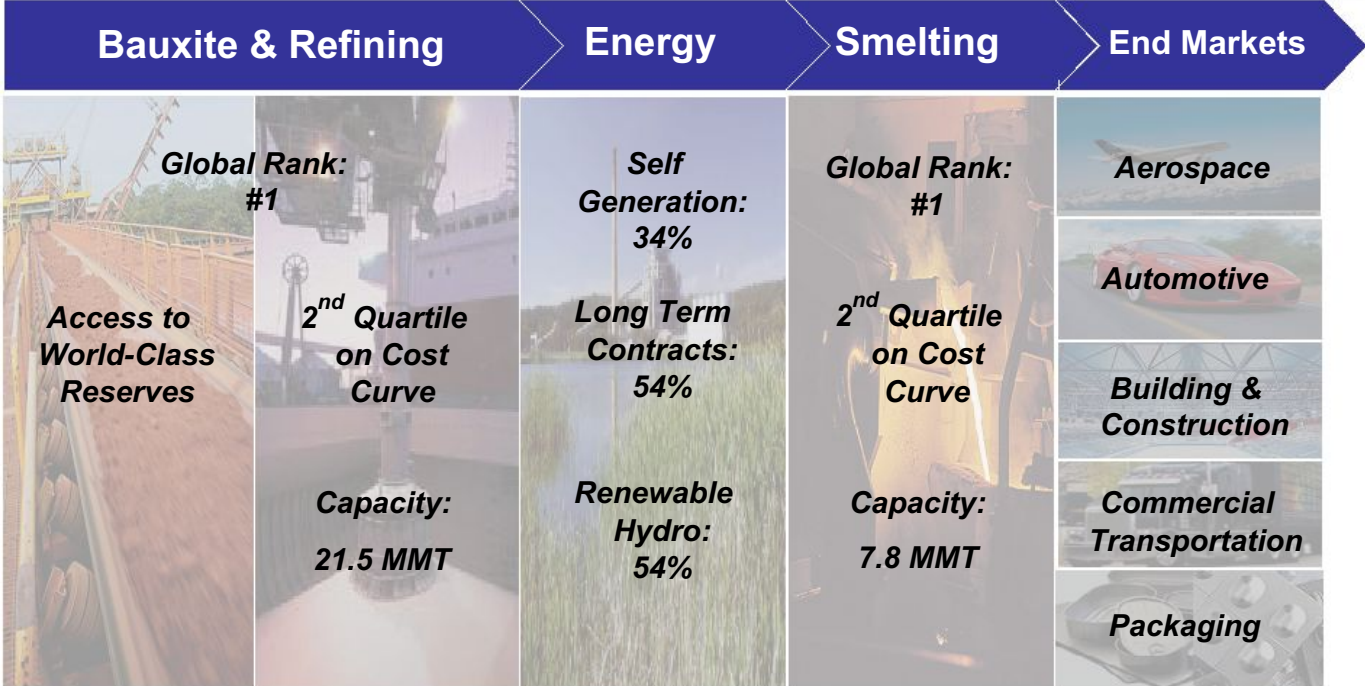 Bauxite & Refining
Energy
Smelting
End Markets
Global Rank:
#1
Access to
World-Class
Reserves
2nd Quartile
on Cost
Curve
Capacity:
21.5 MMT
Self
Generation:
34%
Long Term
Contracts:
54%
Renewable
Hydro:
54%
Global Rank:
#1
2nd Quartile
on Cost
Curve
Capacity:
7.8 MMT
Aerospace
Automotive
Building &
Construction
Commercial
Transportation
Packaging